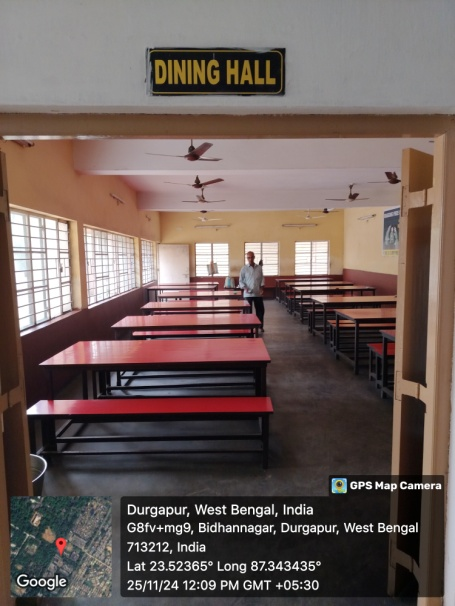 DINING HALL
GPS Map Camera
Durgapur, West Bengal, India
G8fv+mg9, Bidhannagar, Durgapur, West Bengal
713212, India
Lat 23.52365° Long 87.343435°
25/11/24 12:09 PM GMT +05:30
Google